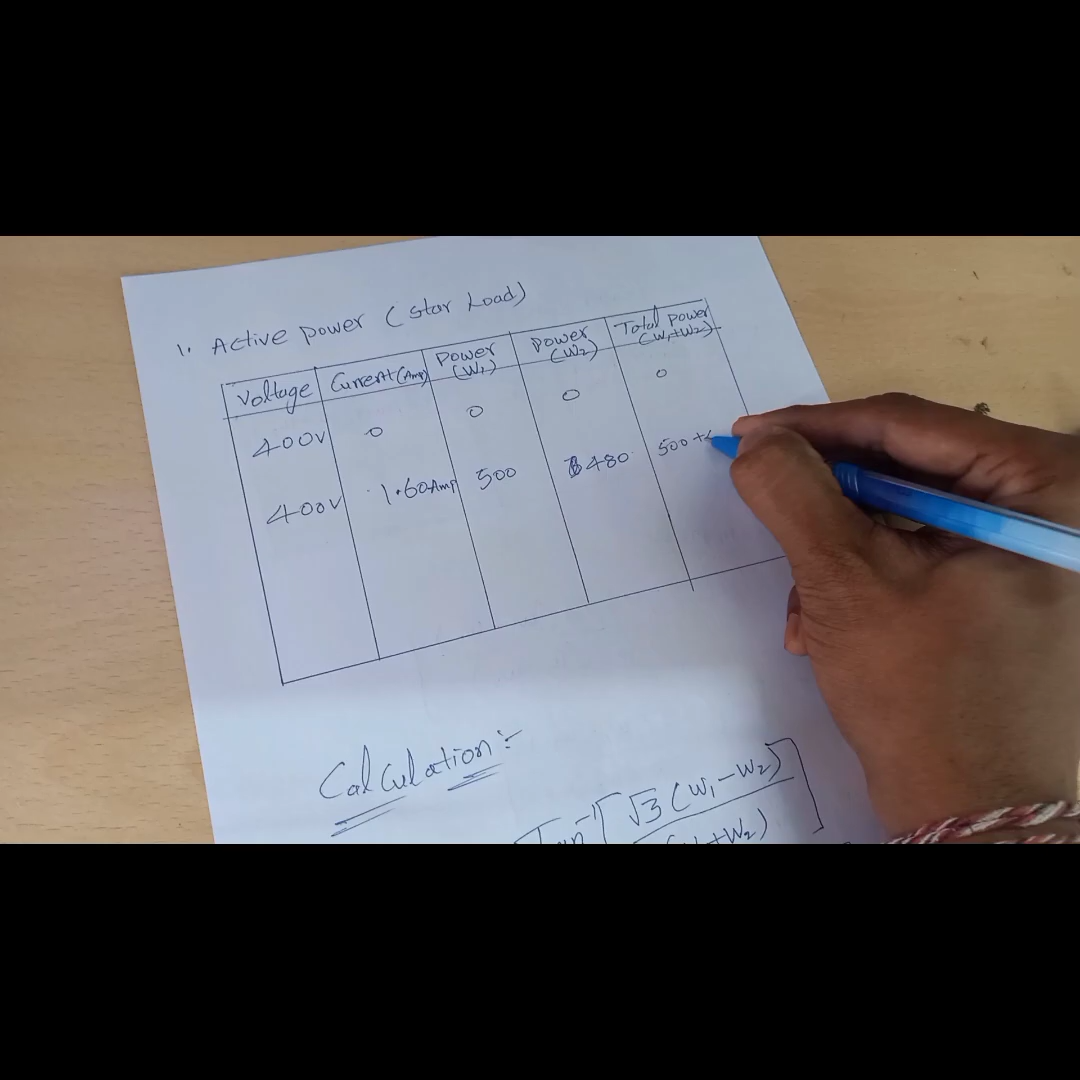 1. Active power (Star Load)
Voltage Current(Amp) Power (W1) Power (W2) Total power (W1+W2)
400V 0 0 0 0
400V 1.60Amp 500 480 500+
Calculation:-
√3 (W1-W2)
+W2)